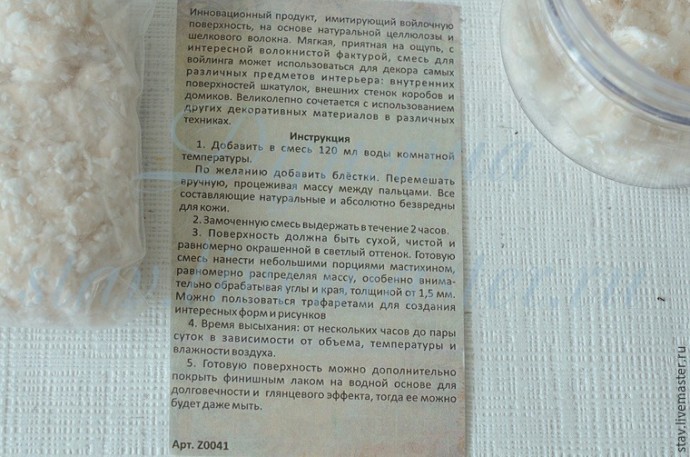 Инновационный продукт, имитирующий войлочную
поверхность, на основе натуральной целлюлозы и
шелкового волокна. Мягкая, приятная на ощупь, с
интересной волокнистой фактурой, смесь для
войлинга может использоваться для декора самых
различных предметов интерьера: внутренних
поверхностей шкатулок, внешних стенок коробов и
домиков. Великолепно сочетается с использованием
других декоративных материалов в различных
техниках.
Инструкция
1. Добавить в смесь 120 мл воды комнатной
температуры.
По желанию добавить блёстки. Перемешать
вручную, процеживая массу между пальцами. Все
составляющие натуральные и абсолютно безвредны
для кожи.
2. Замоченную смесь выдержать в течение 2 часов.
3. Поверхность должна быть сухой, чистой и
равномерно окрашенной в светлый оттенок. Готовую
смесь нанести небольшими порциями мастихином,
равномерно распределяя массу, особенно внима-
тельно обрабатывая углы и края, толщиной от 1,5 мм.
Можно пользоваться трафаретами для создания
интересных форм и рисунков
4. Время высыхания: от нескольких часов до пары
суток в зависимости от объема, температуры и
влажности воздуха.
5. Готовую поверхность можно дополнительно
покрыть финишным лаком на водной основе для
долговечности и глянцевого эффекта, тогда ее можно
будет даже мыть.
Арт. Z0041
stav.livemaster.ru